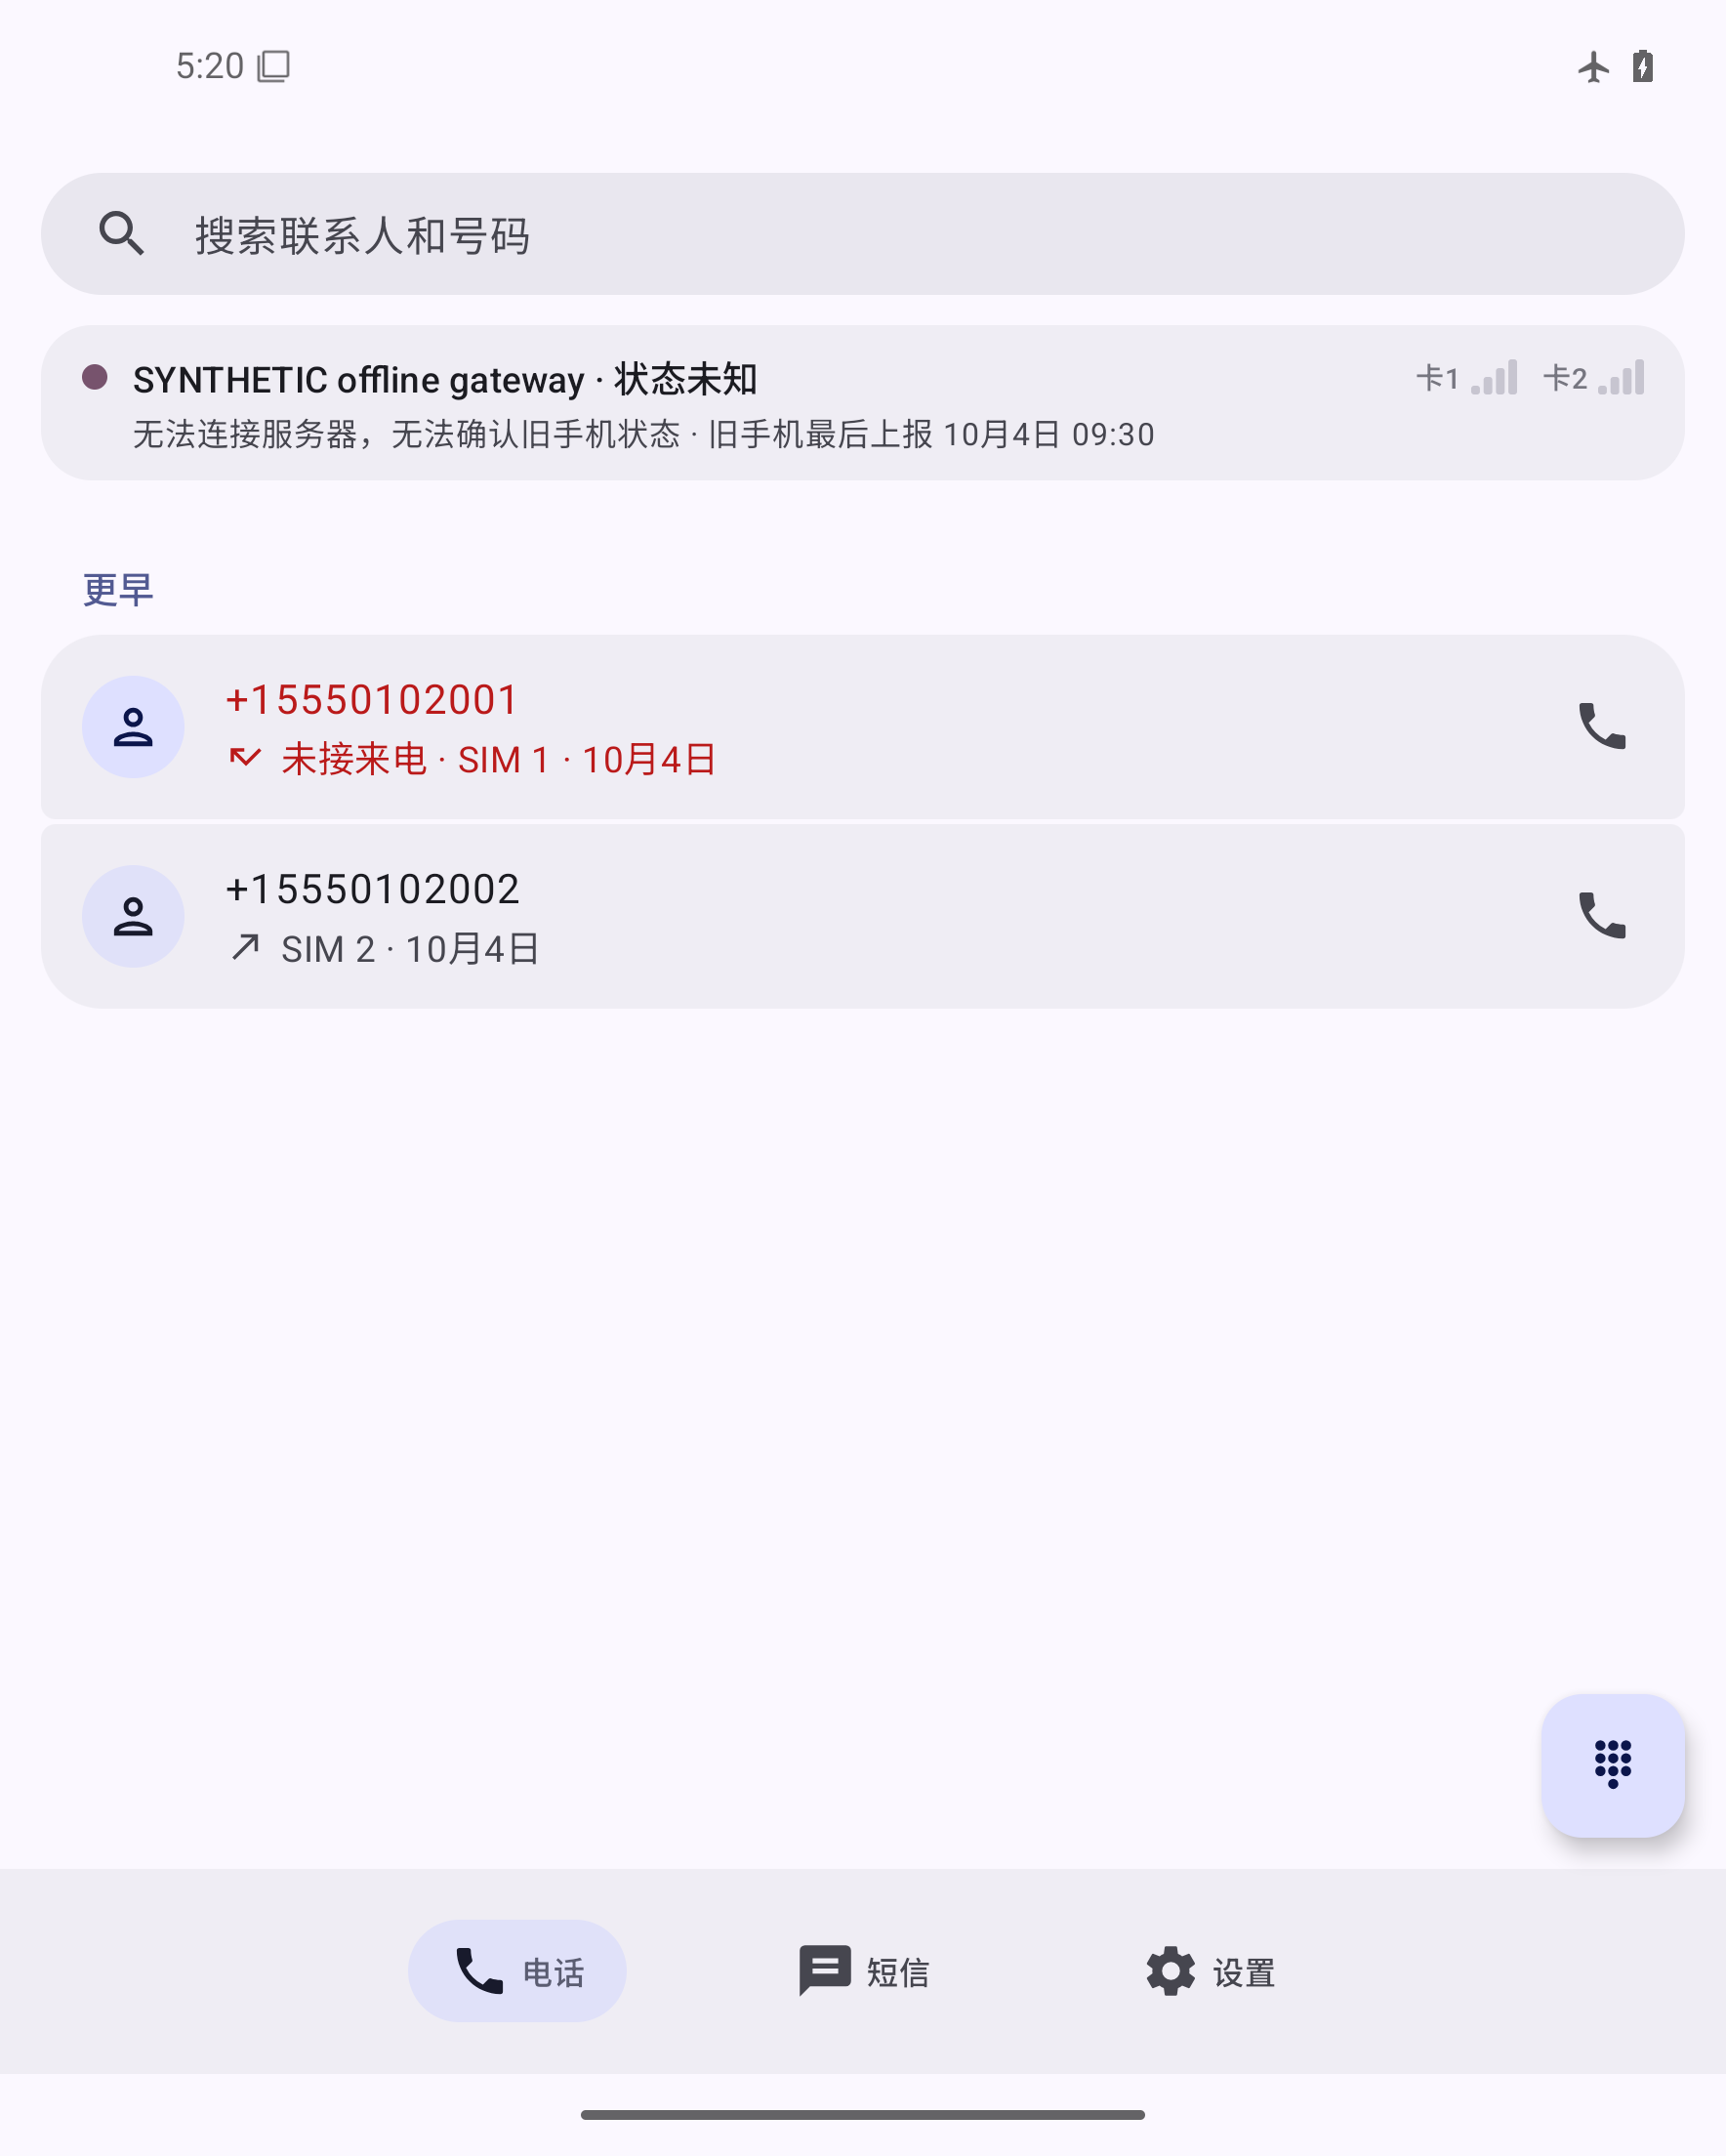 5:20
搜索联系人和号码
SYNTHETIC offline gateway · 状态未知
卡1 卡2
无法连接服务器，无法确认旧手机状态 · 旧手机最后上报 10月4日 09:30
更早
+15550102001
未接来电 · SIM 1 · 10月4日
+15550102002
SIM 2 · 10月4日
电话 短信 设置